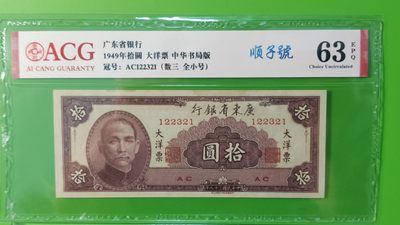 ACG
AI CANG GUARANTY
广东省银行
1949年拾圆 大洋票 中华书局版
冠号：AC122321（数三 全小号）
顺子號
63 EPQ
Choice Uncirculated
拾 行銀省東廣 拾
122321 122321
大洋票 圓拾 大洋票
AC AC
拾 拾